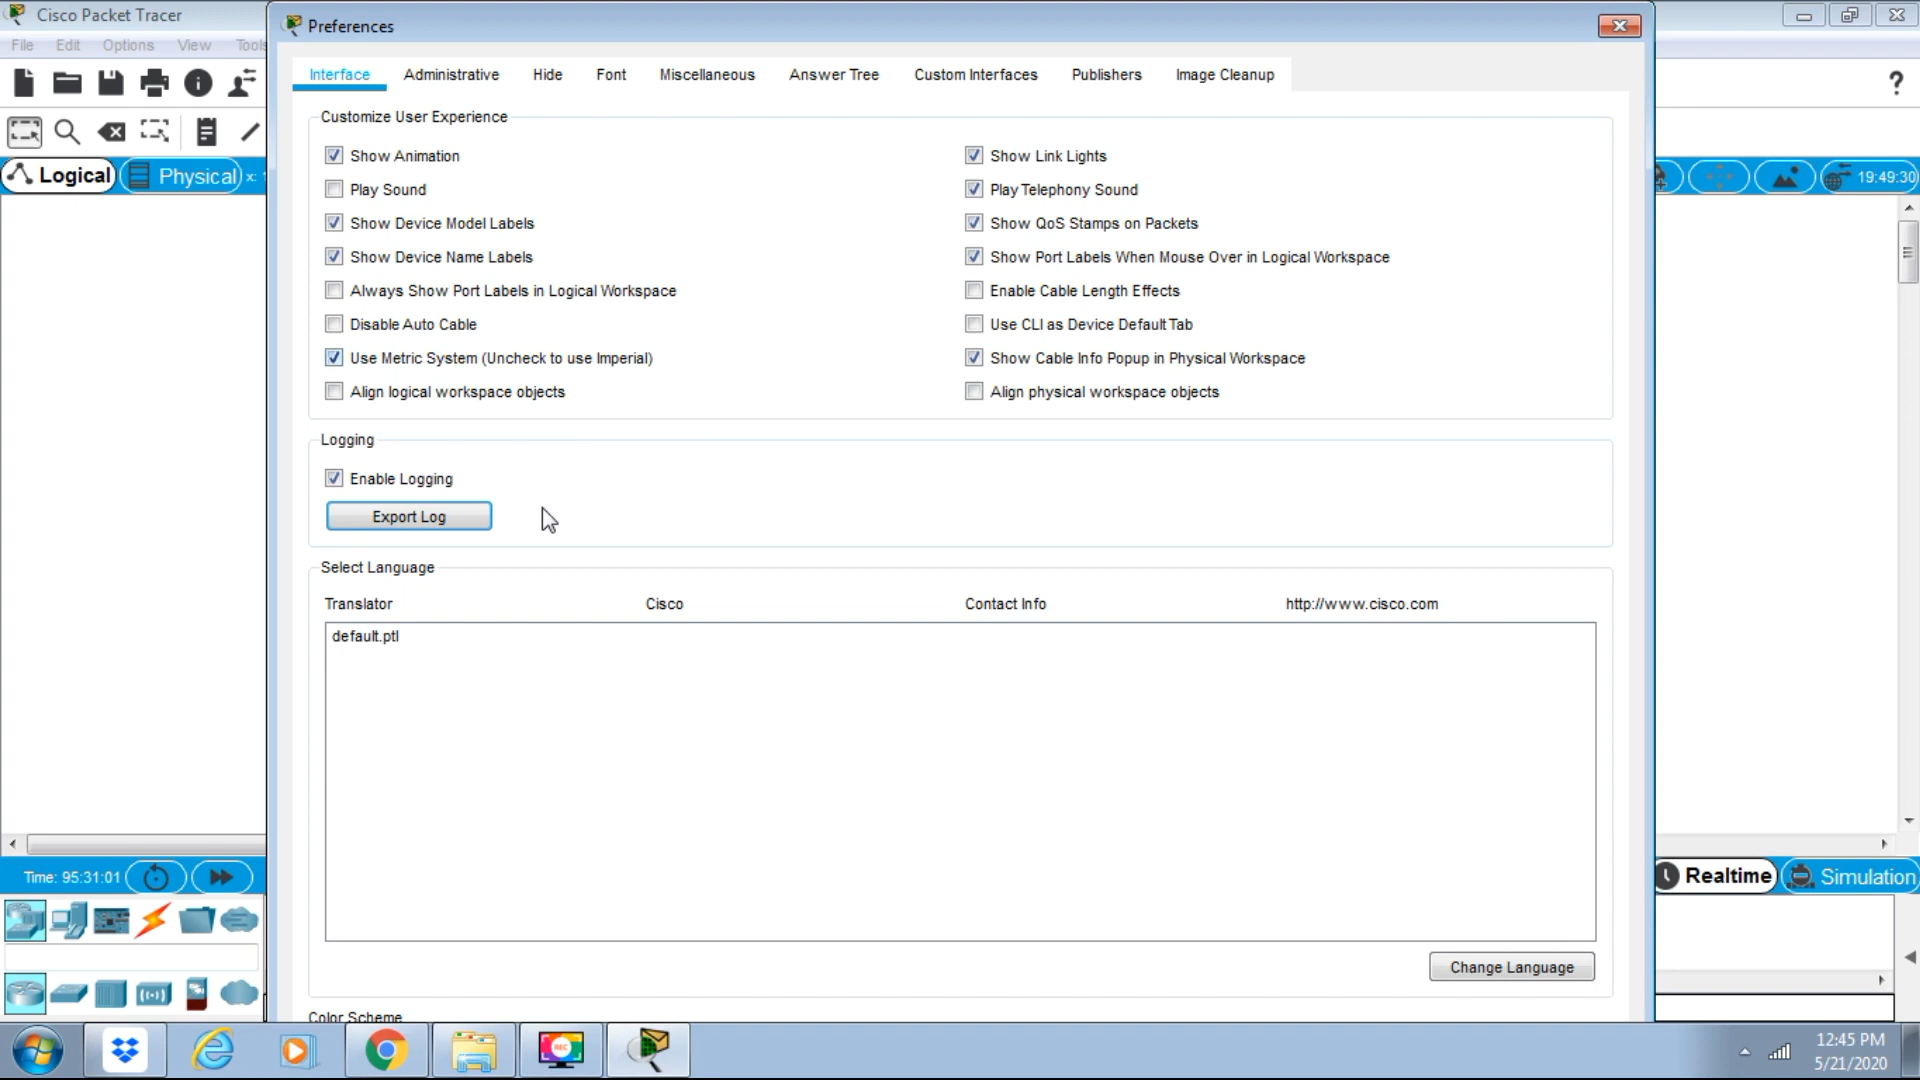 Cisco Packet Tracer
Preferences
File Edit Options View Tools
Interface Administrative Hide Font Miscellaneous Answer Tree Custom Interfaces Publishers Image Cleanup
?
Customize User Experience
Show Animation
Show Link Lights
Play Sound
Play Telephony Sound
Logical
Physical
x: 1
19:49:30
Show Device Model Labels
Show QoS Stamps on Packets
Show Device Name Labels
Show Port Labels When Mouse Over in Logical Workspace
Always Show Port Labels in Logical Workspace
Enable Cable Length Effects
Disable Auto Cable
Use CLI as Device Default Tab
Use Metric System (Uncheck to use Imperial)
Show Cable Info Popup in Physical Workspace
Align logical workspace objects
Align physical workspace objects
Logging
Enable Logging
Export Log
Select Language
Translator Cisco Contact Info http://www.cisco.com
default.ptl
Time: 95:31:01
Realtime
Simulation
Change Language
Color Scheme
REC
12:45 PM
5/21/2020